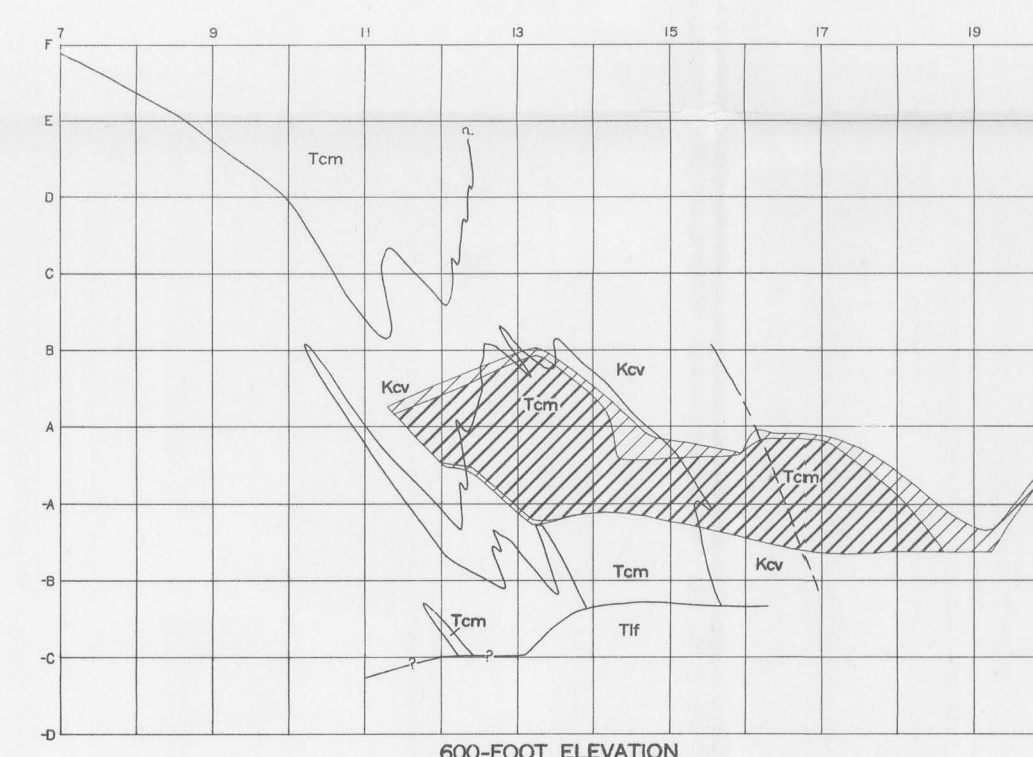 7 9 11 13 15 17 19
F
E
?
Tcm
D
C
B
Kcv
Kcv
Tcm
A
Tcm
-A
Kcv
Tcm
-B
Tcm
Tlf
-C
? ?
-D
600-FOOT ELEVATION